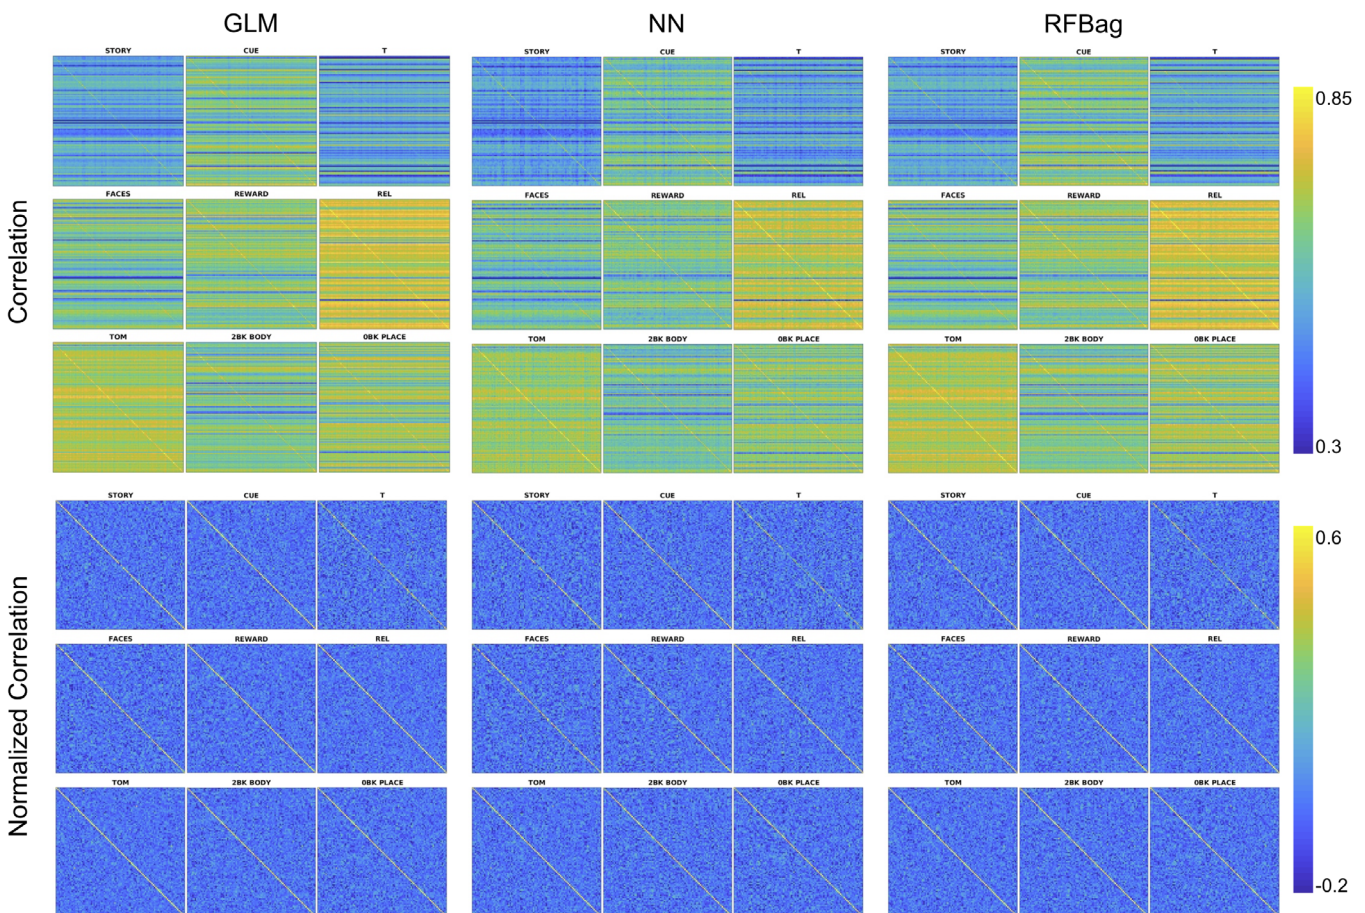 GLM NN RFBag
STORY CUE T STORY CUE T STORY CUE T
0.85
FACES REWARD REL FACES REWARD REL FACES REWARD REL
Correlation
TOM 2BK BODY 0BK PLACE TOM 2BK BODY 0BK PLACE TOM 2BK BODY 0BK PLACE
0.3
STORY CUE T STORY CUE T STORY CUE T
0.6
FACES REWARD REL FACES REWARD REL FACES REWARD REL
Normalized Correlation
TOM 2BK BODY 0BK PLACE TOM 2BK BODY 0BK PLACE TOM 2BK BODY 0BK PLACE
-0.2